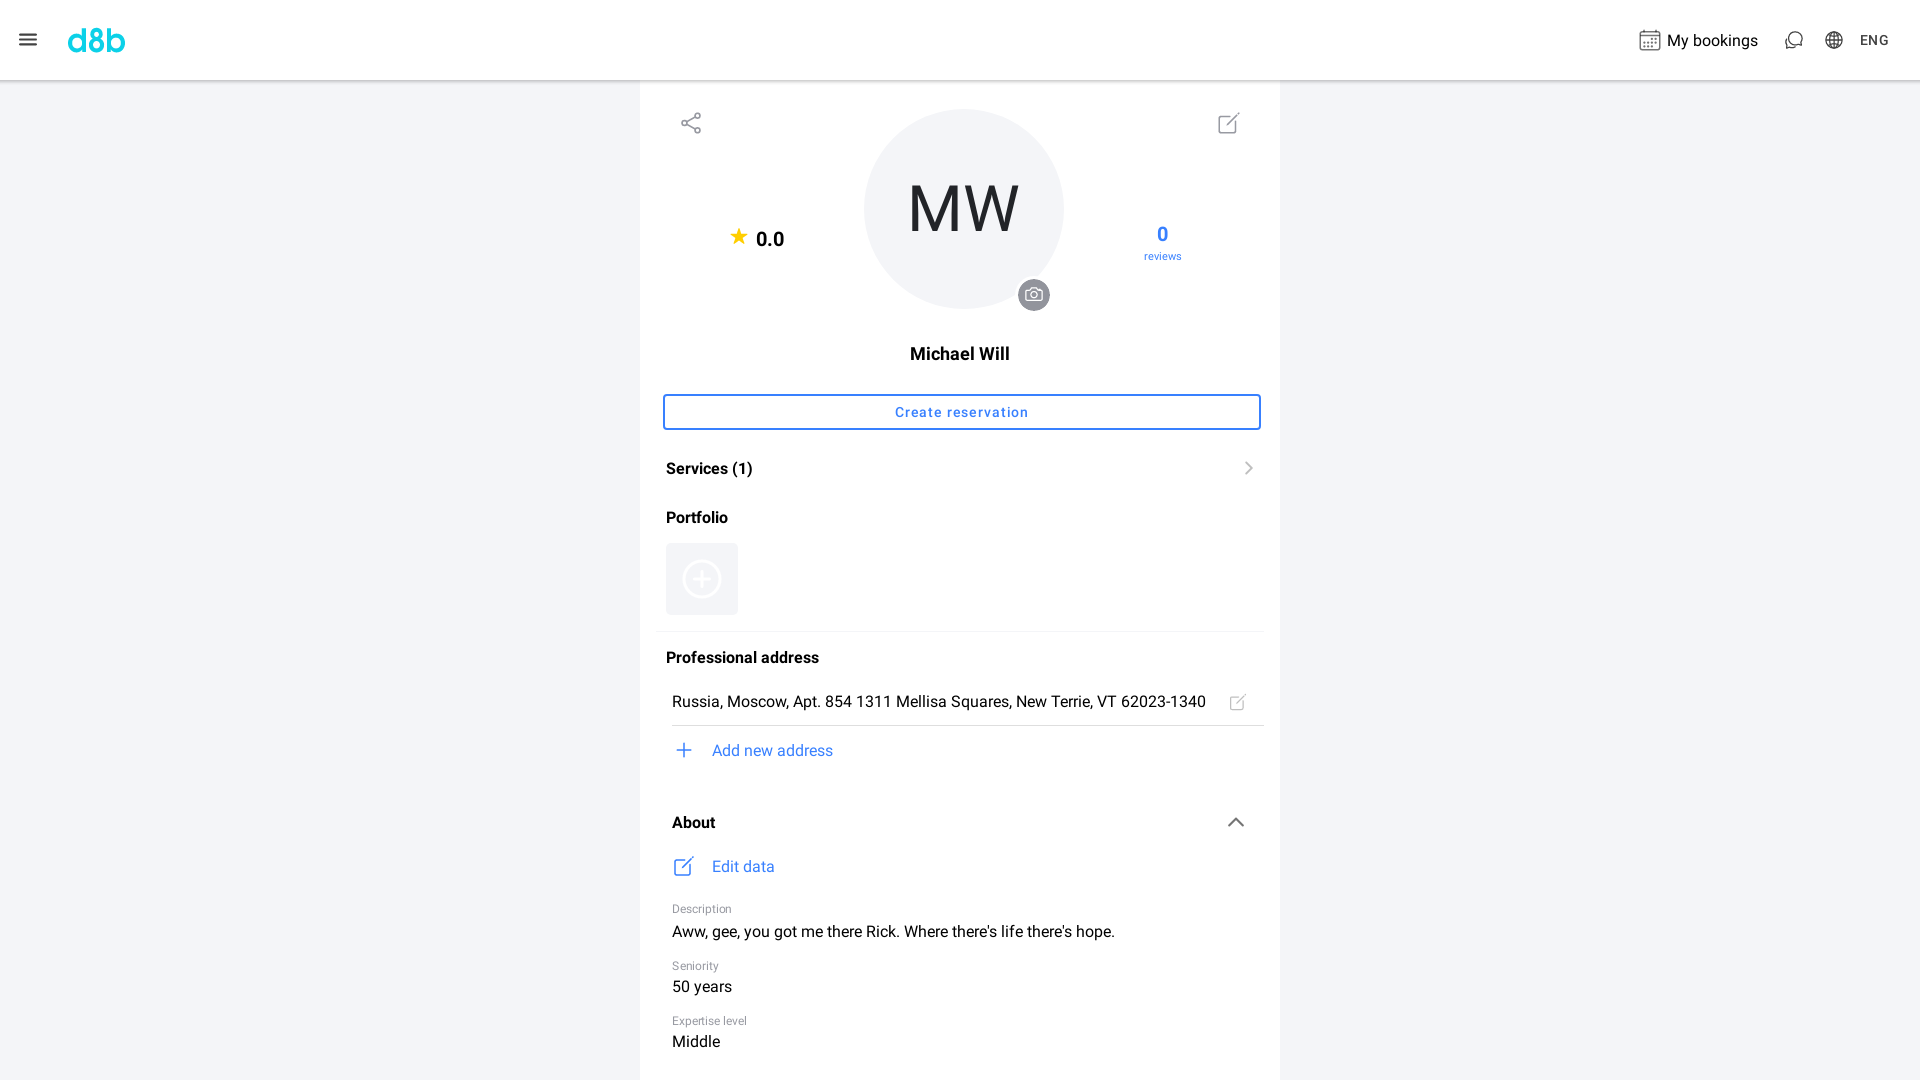 d8b
My bookings
ENG
MW
0.0
0
reviews
Michael Will
Create reservation
Services (1)
Portfolio
Professional address
Russia, Moscow, Apt. 854 1311 Mellisa Squares, New Terrie, VT 62023-1340
Add new address
About
Edit data
Description
Aww, gee, you got me there Rick. Where there's life there's hope.
Seniority
50 years
Expertise level
Middle